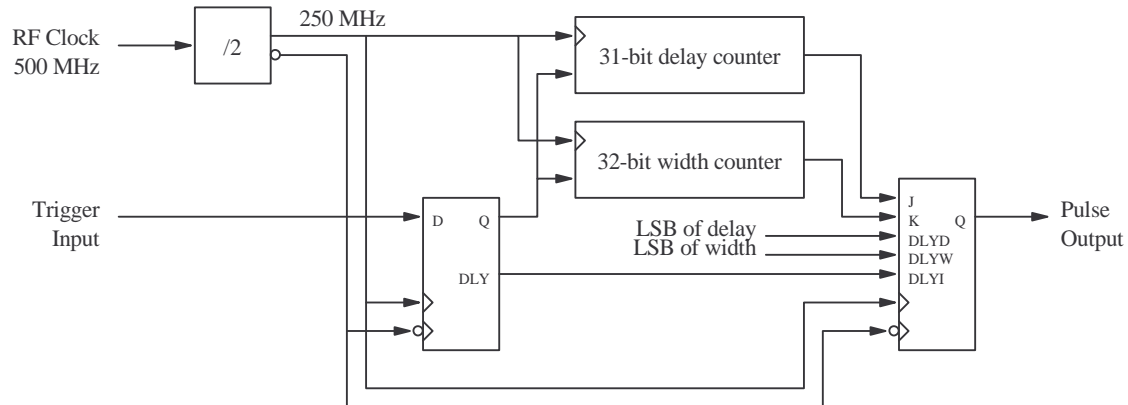 250 MHz
RF Clock
500 MHz
/2
31-bit delay counter
32-bit width counter
Trigger
Input
D
Q
DLY
LSB of delay
LSB of width
J
K
Q
DLYD
DLYW
DLYI
Pulse
Output